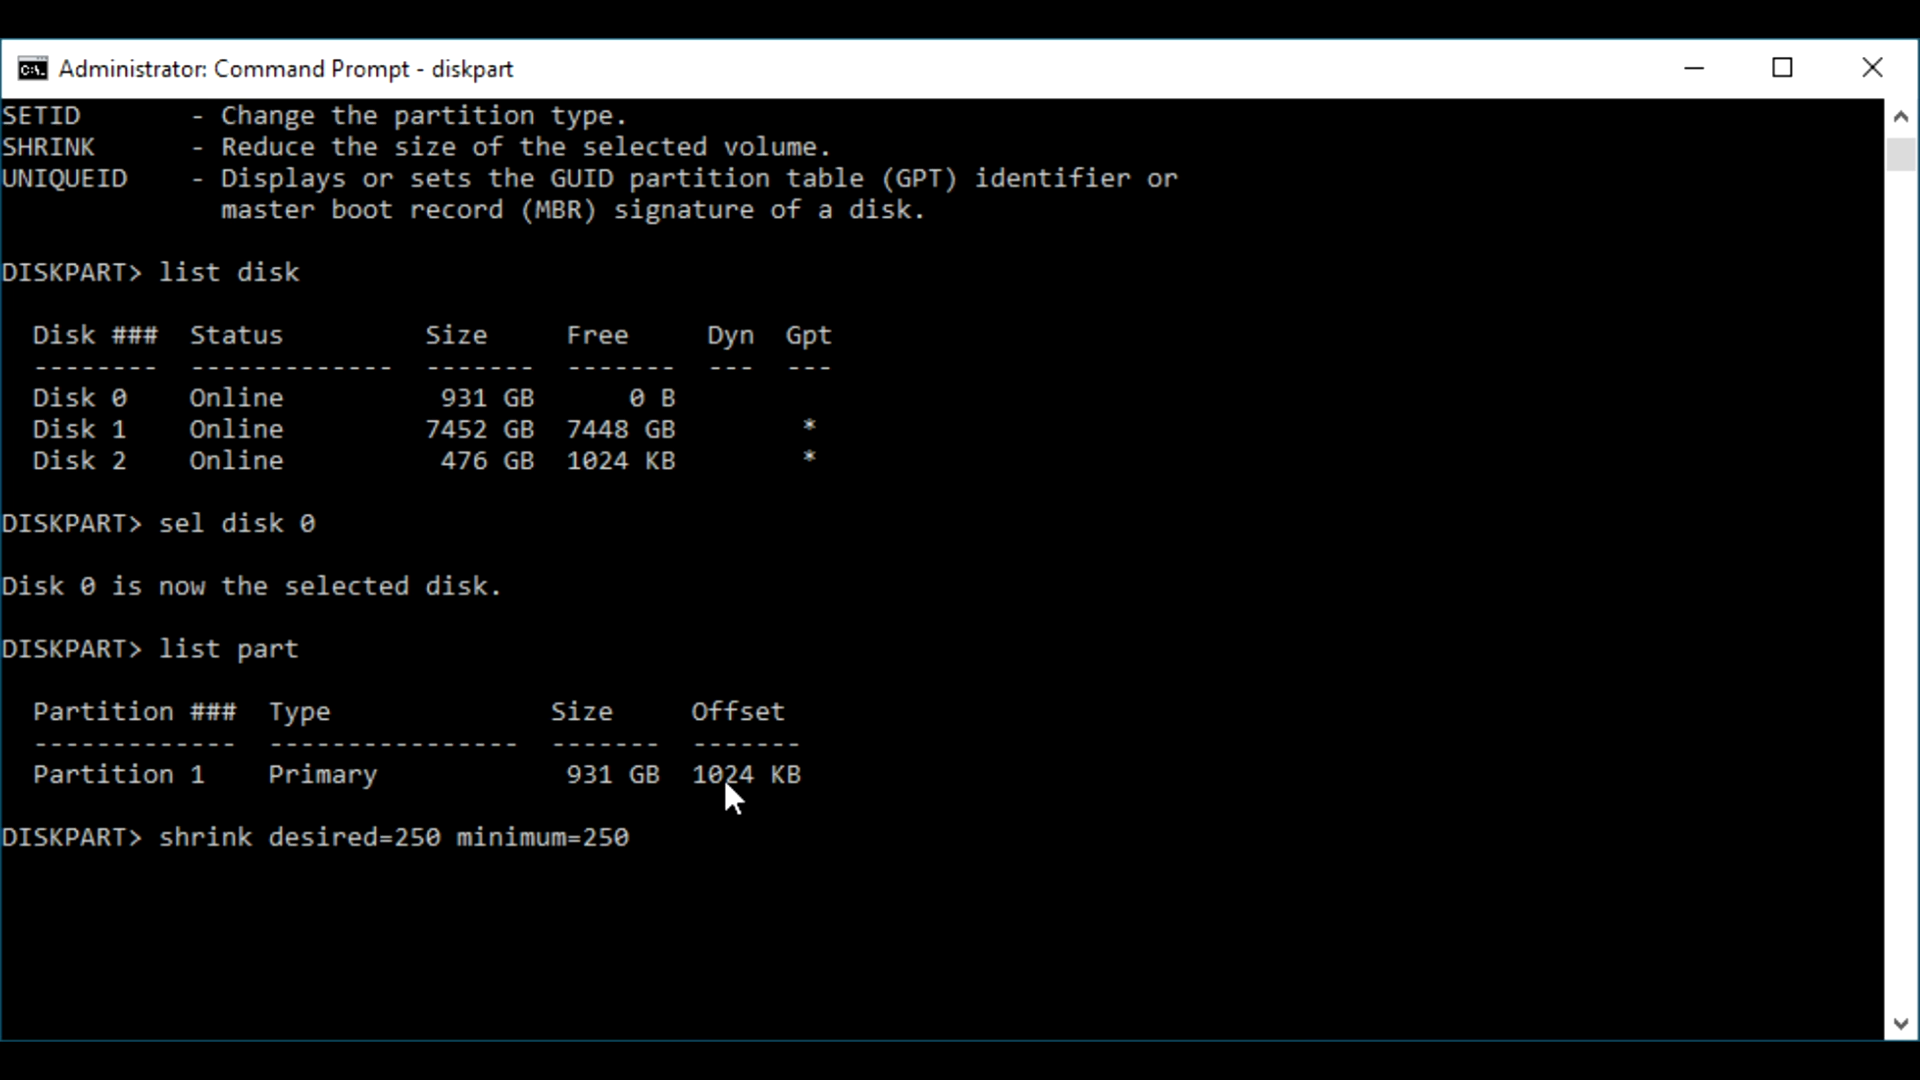 Administrator: Command Prompt - diskpart
SETID       - Change the partition type.
SHRINK      - Reduce the size of the selected volume.
UNIQUEID    - Displays or sets the GUID partition table (GPT) identifier or
              master boot record (MBR) signature of a disk.
DISKPART> list disk
  Disk ###  Status         Size     Free     Dyn  Gpt
  --------  -------------  -------  -------  ---  ---
  Disk 0    Online          931 GB      0 B
  Disk 1    Online         7452 GB  7448 GB        *
  Disk 2    Online          476 GB  1024 KB        *
DISKPART> sel disk 0
Disk 0 is now the selected disk.
DISKPART> list part
  Partition ###  Type              Size     Offset
  -------------  ----------------  -------  -------
  Partition 1    Primary            931 GB  1024 KB
DISKPART> shrink desired=250 minimum=250